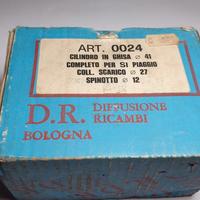 ART. 0024
CILINDRO IN GHISA ⌀ 41
COMPLETO PER SI PIAGGIO
COLL. SCARICO ⌀ 27
SPINOTTO ⌀ 12
D.R. DIFFUSIONE
RICAMBI
BOLOGNA